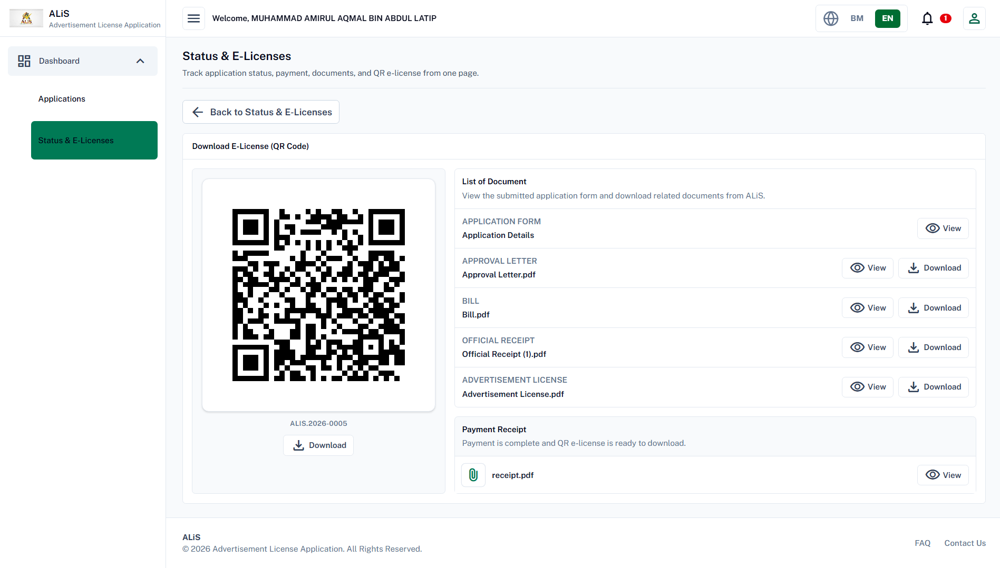 ALiS
Advertisement License Application
ALiS
Welcome, MUHAMMAD AMIRUL AQMAL BIN ABDUL LATIP
BM
EN
1
Dashboard
Applications
Status & E-Licenses
Status & E-Licenses
Track application status, payment, documents, and QR e-license from one page.
Back to Status & E-Licenses
Download E-License (QR Code)
ALIS.2026-0005
Download
List of Document
View the submitted application form and download related documents from ALiS.
APPLICATION FORM
Application Details
View
APPROVAL LETTER
Approval Letter.pdf
View
Download
BILL
Bill.pdf
View
Download
OFFICIAL RECEIPT
Official Receipt (1).pdf
View
Download
ADVERTISEMENT LICENSE
Advertisement License.pdf
View
Download
Payment Receipt
Payment is complete and QR e-license is ready to download.
receipt.pdf
View
ALiS
© 2026 Advertisement License Application. All Rights Reserved.
FAQ
Contact Us